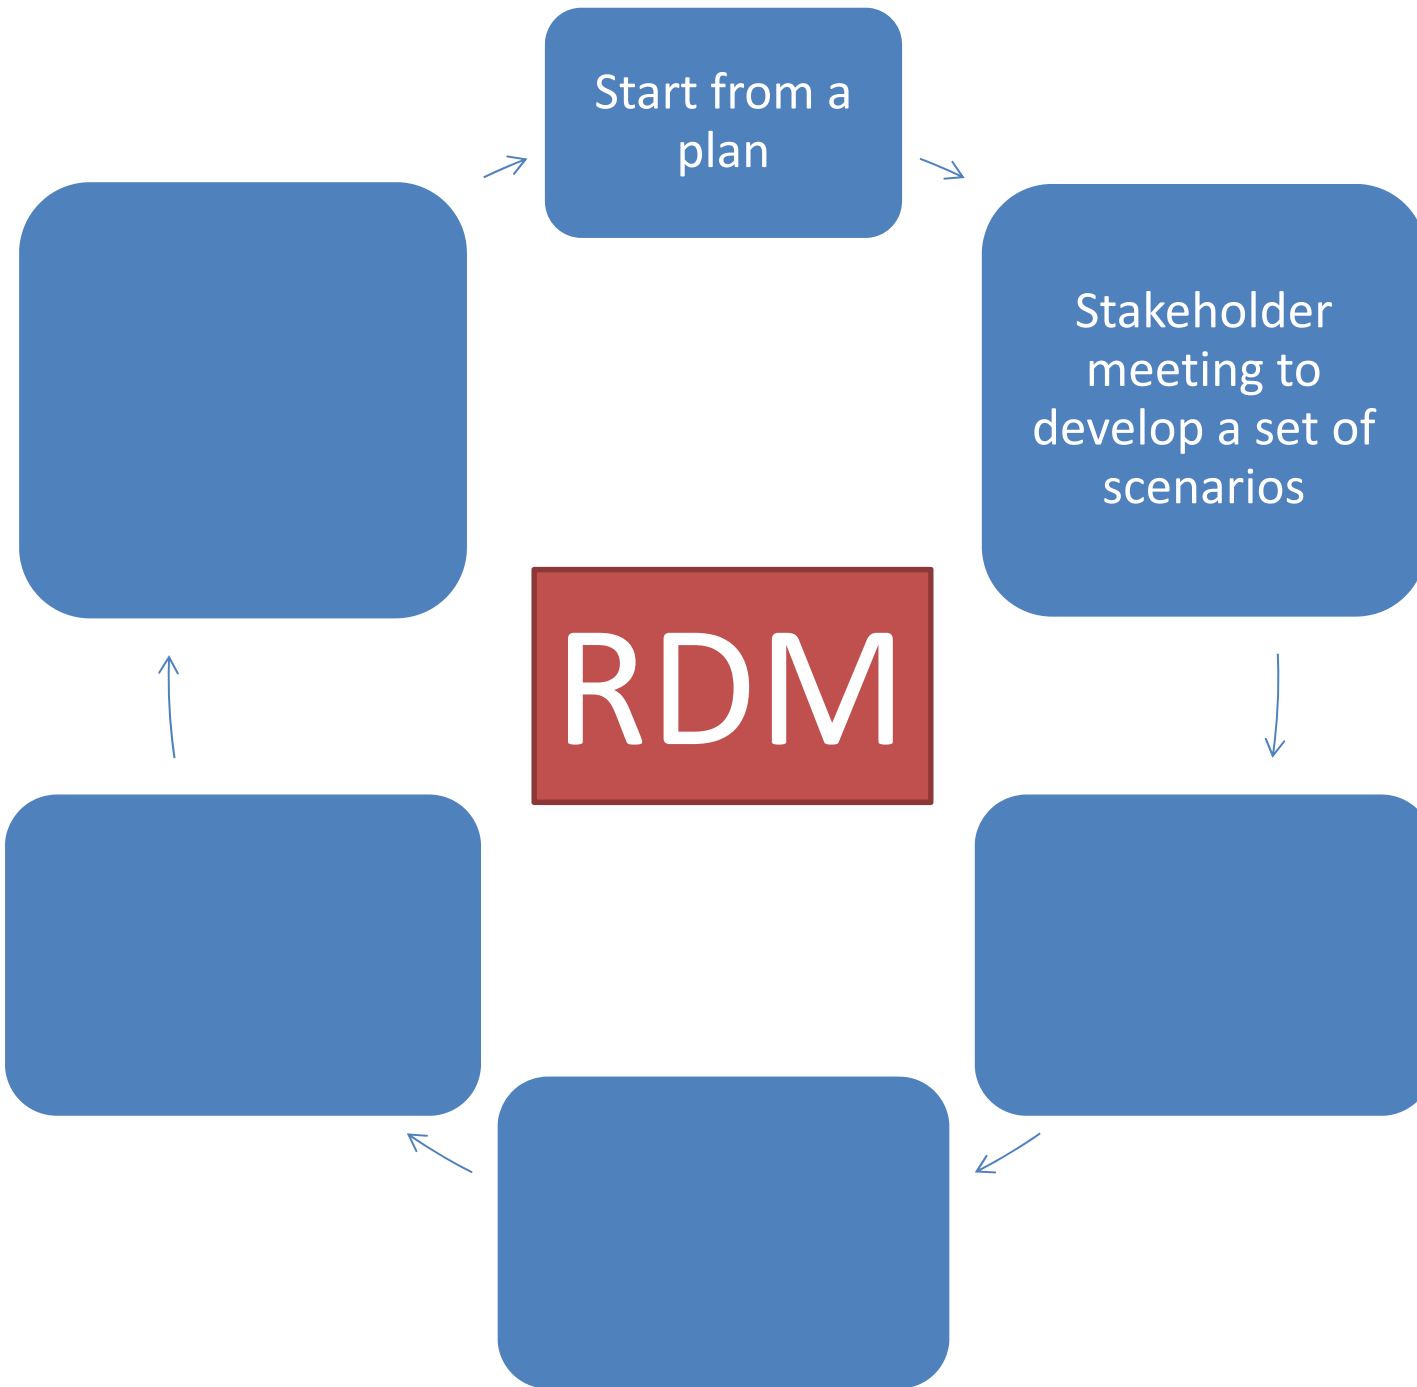 Start from a
plan
Stakeholder
meeting to
develop a set of
scenarios
RDM